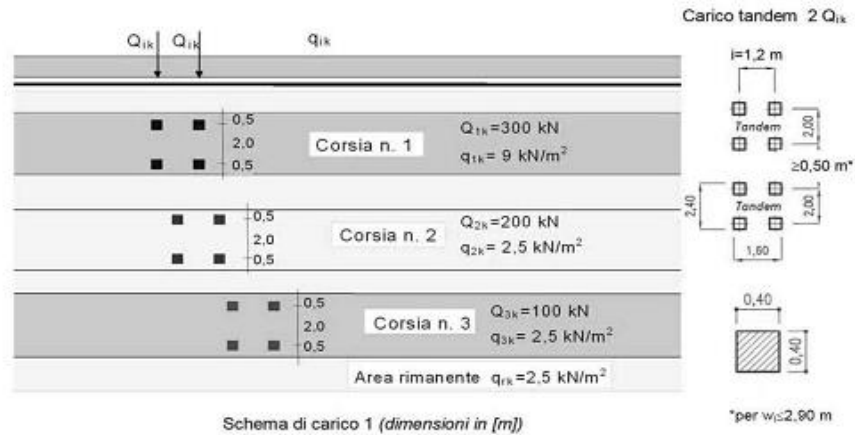 Carico tandem 2 Qik
Qik Qik qik
i=1,2 m
0,5
2,0
0,5
Corsia n. 1
Q1k=300 kN
q1k= 9 kN/m²
Tandem
2,00
≥0,50 m*
0,5
2,0
0,5
Corsia n. 2
Q2k=200 kN
q2k= 2,5 kN/m²
2,40
Tandem
2,00
1,60
0,5
2,0
0,5
Corsia n. 3
Q3k=100 kN
q3k= 2,5 kN/m²
0,40
0,40
Area rimanente qrk=2,5 kN/m²
Schema di carico 1 (dimensioni in [m])
*per wl≤2,90 m